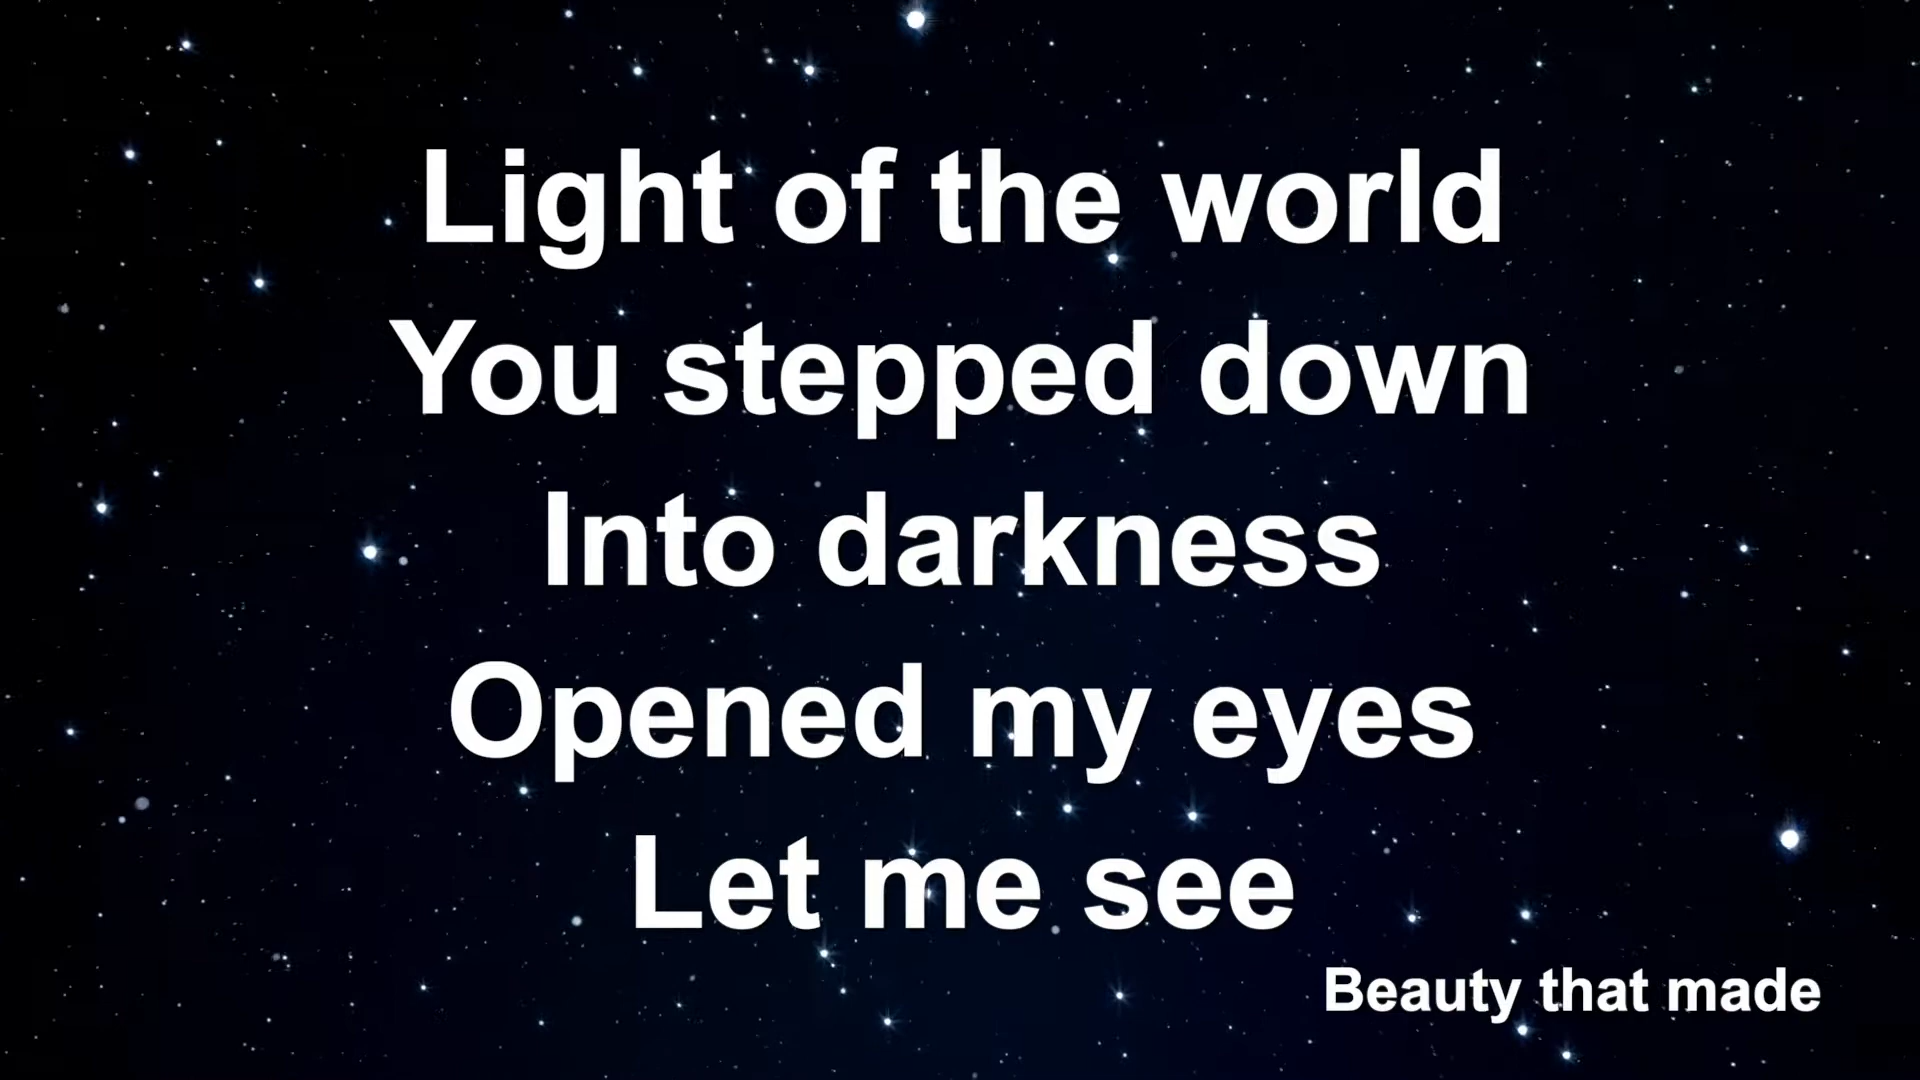 Light of the world
You stepped down
Into darkness
Opened my eyes
Let me see
Beauty that made